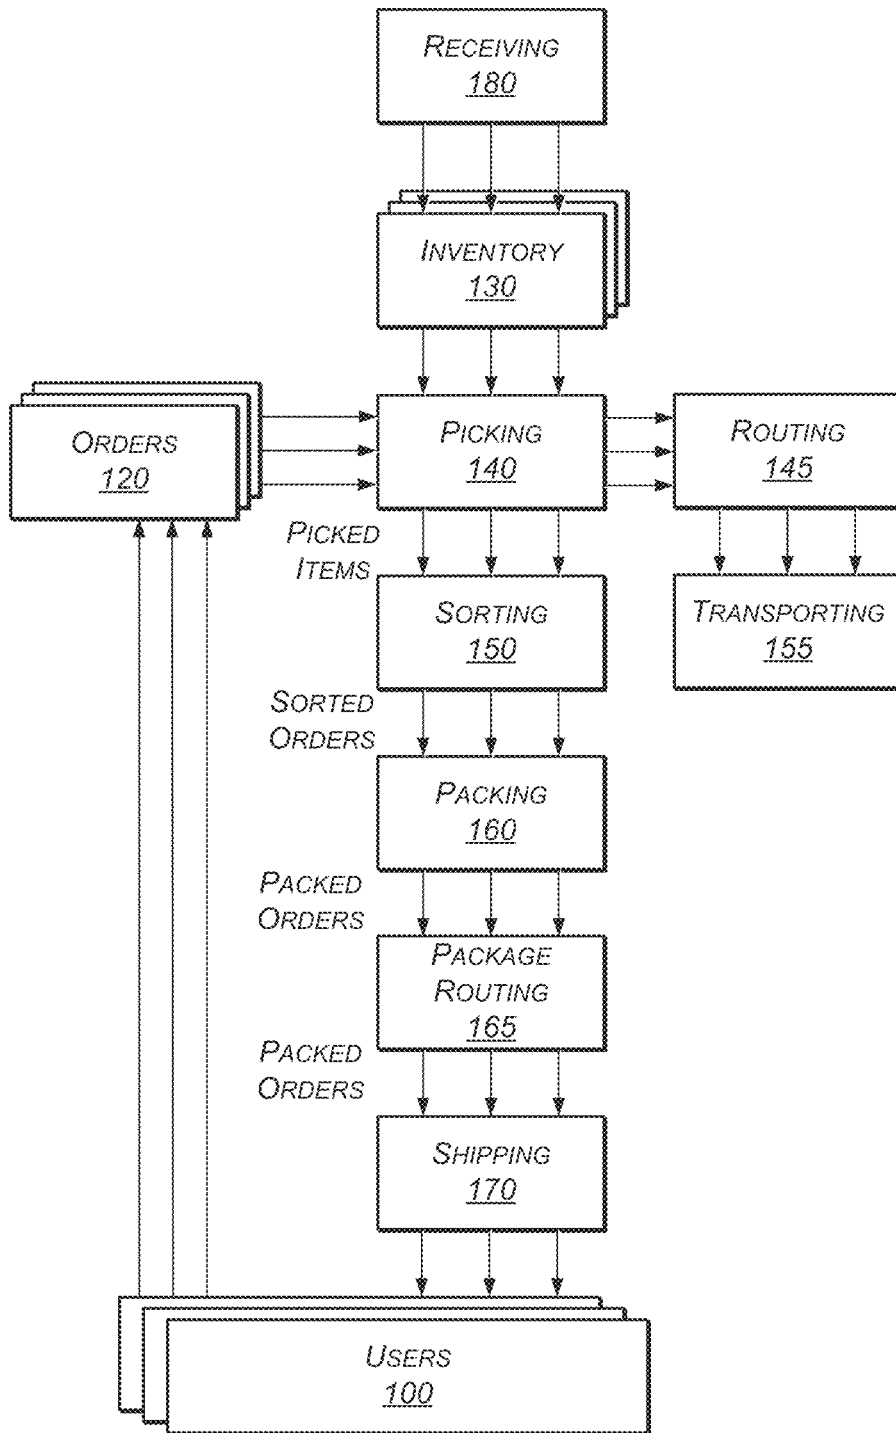 RECEIVING
180
INVENTORY
130
ORDERS
120
PICKING
140
ROUTING
145
PICKED
ITEMS
SORTING
150
TRANSPORTING
155
SORTED
ORDERS
PACKING
160
PACKED
ORDERS
PACKAGE
ROUTING
165
PACKED
ORDERS
SHIPPING
170
USERS
100